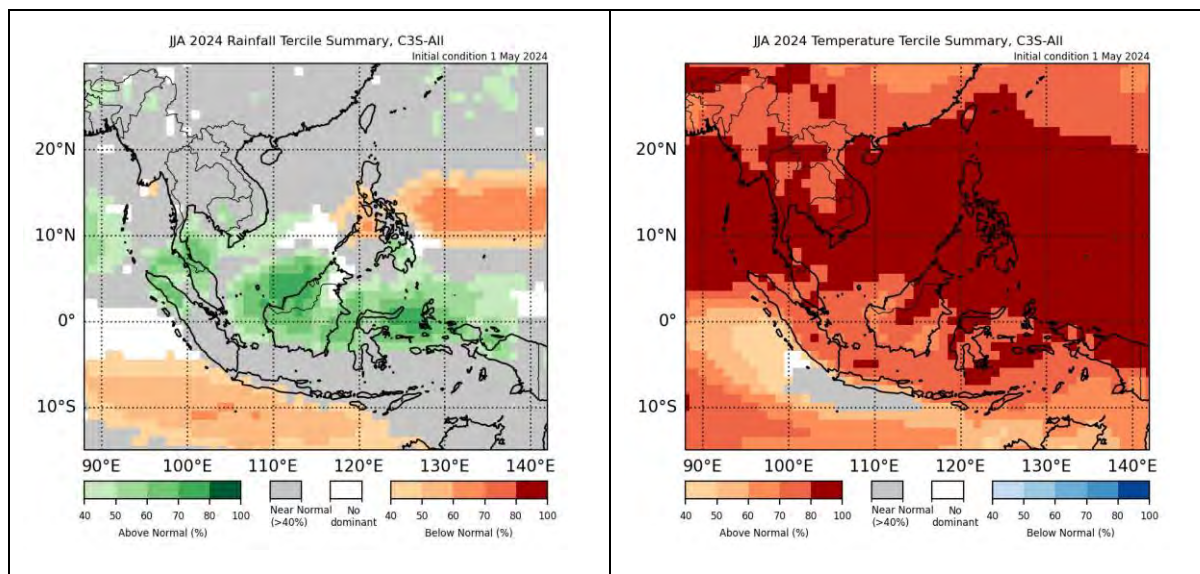 JJA 2024 Rainfall Tercile Summary, C3S-All
Initial condition 1 May 2024
20°N
10°N
0°
10°S
90°E 100°E 110°E 120°E 130°E 140°E
40 50 60 70 80 100
Above Normal (%)
Near Normal
(>40%)
No
dominant
40 50 60 70 80 100
Below Normal (%)
JJA 2024 Temperature Tercile Summary, C3S-All
Initial condition 1 May 2024
20°N
10°N
0°
10°S
90°E 100°E 110°E 120°E 130°E 140°E
40 50 60 70 80 100
Above Normal (%)
Near Normal
(>40%)
No
dominant
40 50 60 70 80 100
Below Normal (%)